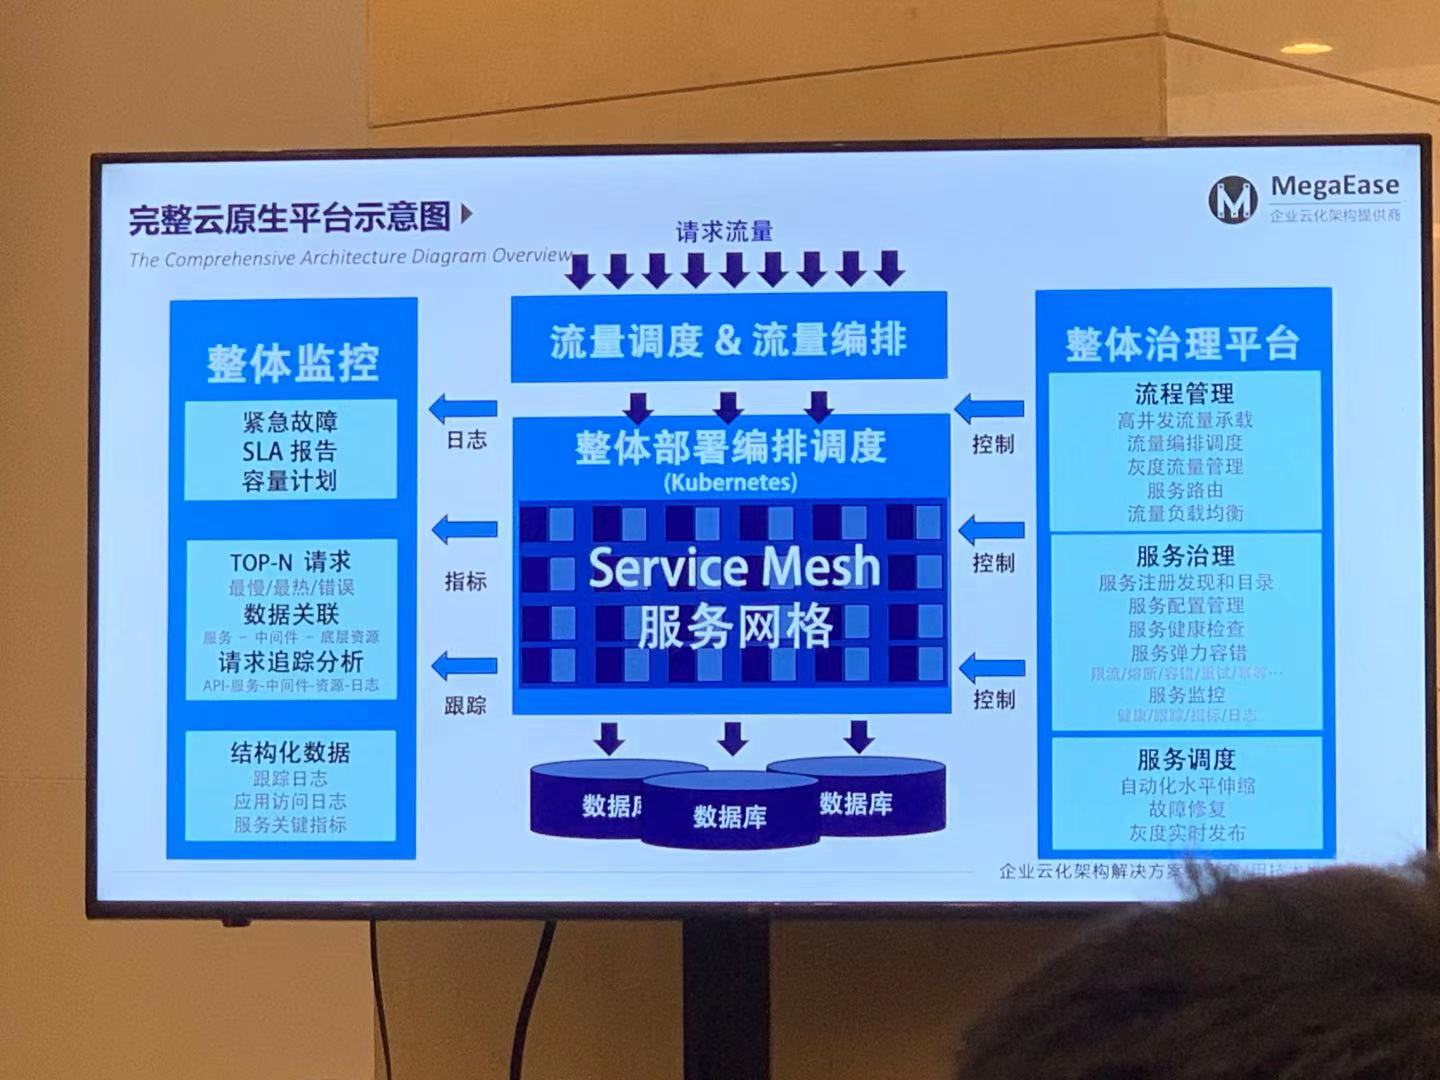 完整云原生平台示意图
The Comprehensive Architecture Diagram Overview
MegaEase
企业云化架构提供商
请求流量
流量调度 & 流量编排
整体部署编排调度
(Kubernetes)
Service Mesh
服务网格
数据库
数据库
数据库
整体监控
紧急故障
SLA 报告
容量计划
TOP-N 请求
最慢/最热/错误
数据关联
服务 - 中间件 - 底层资源
请求追踪分析
API-服务-中间件-资源-日志
结构化数据
跟踪日志
应用访问日志
服务关键指标
日志
指标
跟踪
控制
控制
控制
整体治理平台
流程管理
高并发流量承载
流量编排调度
灰度流量管理
服务路由
流量负载均衡
服务治理
服务注册发现和目录
服务配置管理
服务健康检查
服务弹力容错
限流/熔断/容错/重试/幂等…
服务监控
健康/跟踪/指标/日志
服务调度
自动化水平伸缩
故障修复
灰度实时发布
企业云化架构解决方案